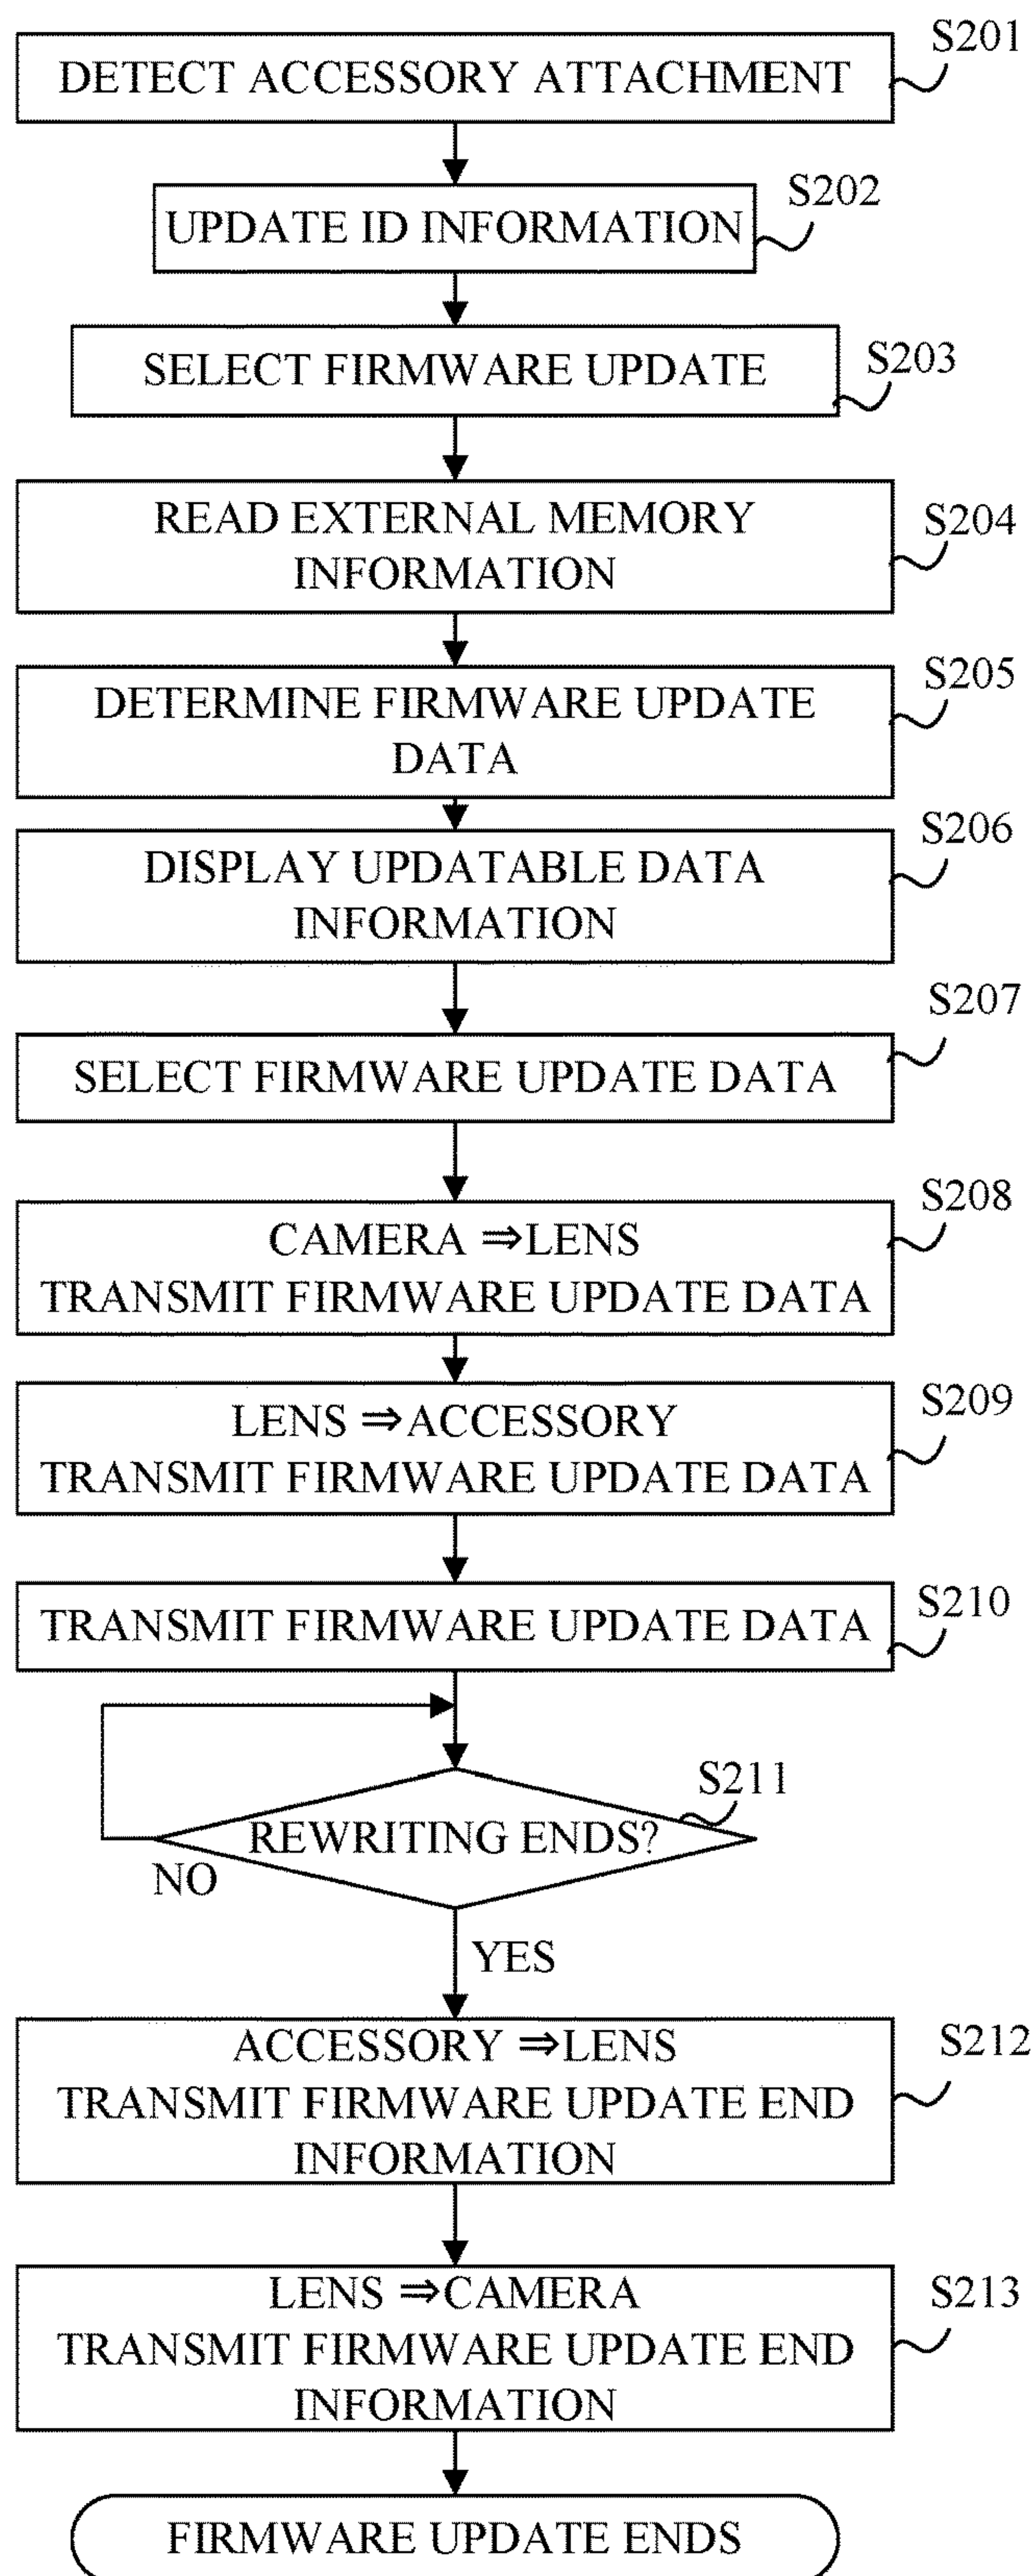 S201
DETECT ACCESSORY ATTACHMENT
S202
UPDATE ID INFORMATION
S203
SELECT FIRMWARE UPDATE
S204
READ EXTERNAL MEMORY
INFORMATION
S205
DETERMINE FIRMWARE UPDATE
DATA
S206
DISPLAY UPDATABLE DATA
INFORMATION
S207
SELECT FIRMWARE UPDATE DATA
S208
CAMERA ⇒LENS
TRANSMIT FIRMWARE UPDATE DATA
S209
LENS ⇒ACCESSORY
TRANSMIT FIRMWARE UPDATE DATA
S210
TRANSMIT FIRMWARE UPDATE DATA
S211
REWRITING ENDS?
NO
YES
S212
ACCESSORY ⇒LENS
TRANSMIT FIRMWARE UPDATE END
INFORMATION
S213
LENS ⇒CAMERA
TRANSMIT FIRMWARE UPDATE END
INFORMATION
FIRMWARE UPDATE ENDS